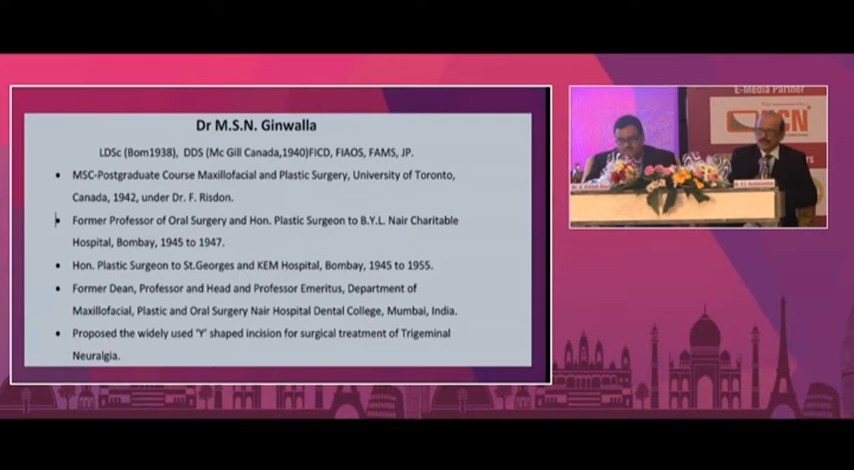 Dr M.S.N. Ginwalla
LDSc (Bom1938), DDS (Mc Gill Canada,1940)FICD, FIAOS, FAMS, JP.
• MSC-Postgraduate Course Maxillofacial and Plastic Surgery, University of Toronto,
Canada, 1942, under Dr. F. Risdon.
• Former Professor of Oral Surgery and Hon. Plastic Surgeon to B.Y.L. Nair Charitable
Hospital, Bombay, 1945 to 1947.
• Hon. Plastic Surgeon to St.Georges and KEM Hospital, Bombay, 1945 to 1955.
• Former Dean, Professor and Head and Professor Emeritus, Department of
Maxillofacial, Plastic and Oral Surgery Nair Hospital Dental College, Mumbai, India.
• Proposed the widely used ‘Y’ shaped incision for surgical treatment of Trigeminal
Neuralgia.
E-Media Partner